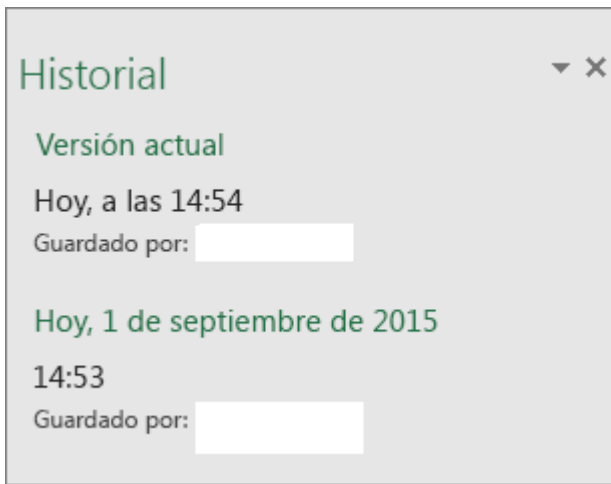 Historial
Versión actual
Hoy, a las 14:54
Guardado por:
Hoy, 1 de septiembre de 2015
14:53
Guardado por: